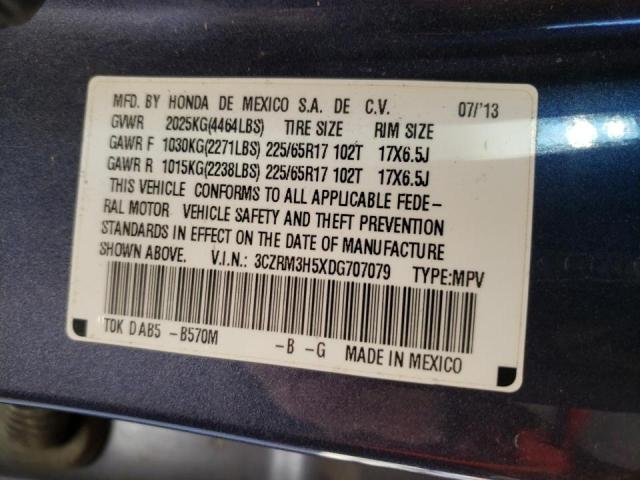 MFD. BY HONDA DE MEXICO S.A. DE C.V. 07/'13
GVWR 2025KG(4464LBS) TIRE SIZE RIM SIZE
GAWR F 1030KG(2271LBS) 225/65R17 102T 17X6.5J
GAWR R 1015KG(2238LBS) 225/65R17 102T 17X6.5J
THIS VEHICLE CONFORMS TO ALL APPLICABLE FEDE-
RAL MOTOR VEHICLE SAFETY AND THEFT PREVENTION
STANDARDS IN EFFECT ON THE DATE OF MANUFACTURE
SHOWN ABOVE. V.I.N.: 3CZRM3H5XDG707079 TYPE:MPV
T0K DAB5 -B570M -B -G MADE IN MEXICO